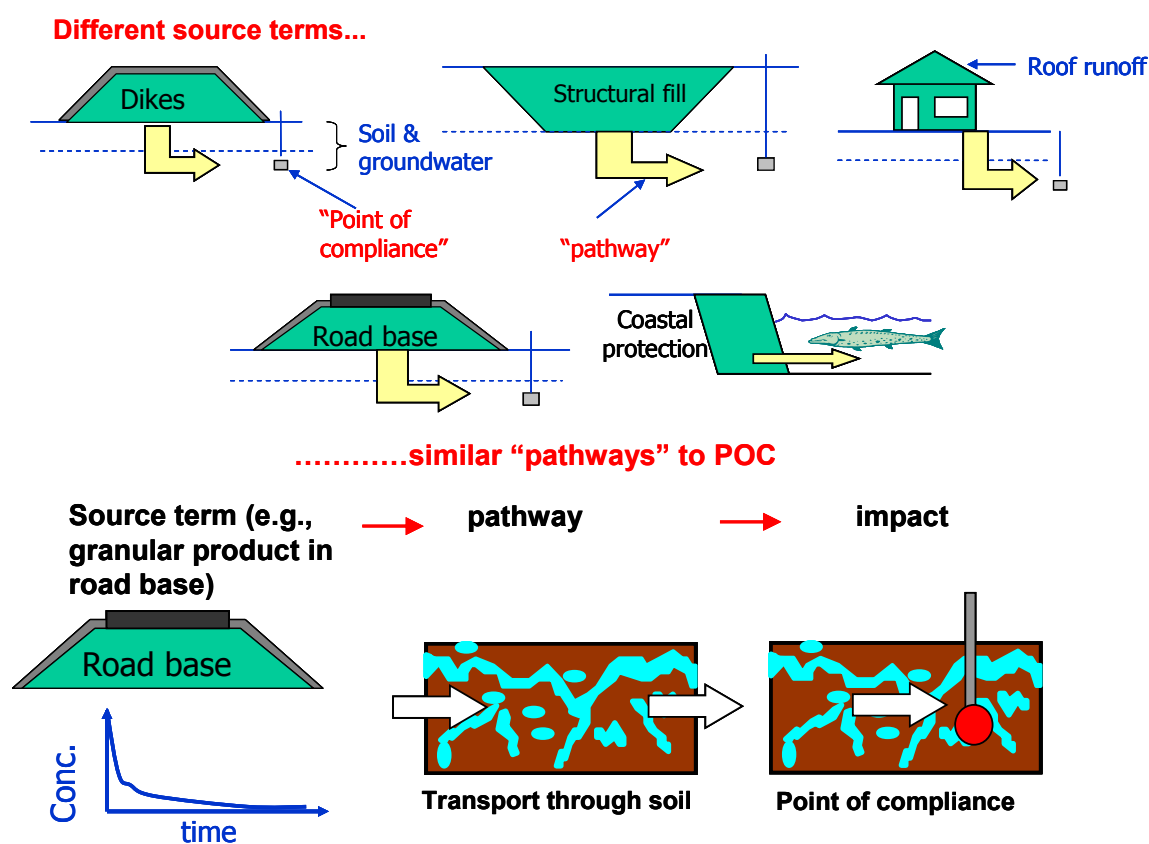 Different source terms...
Dikes
Structural fill
Roof runoff
Soil &
groundwater
“Point of
compliance”
“pathway”
Road base
Coastal
protection
…………similar “pathways” to POC
Source term (e.g.,
granular product in
road base)
pathway
impact
Road base
Conc.
time
Transport through soil
Point of compliance